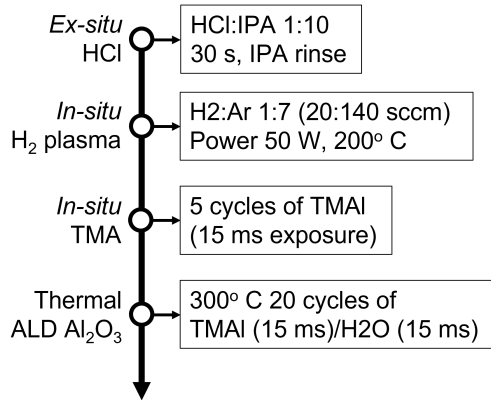 Ex-situ
HCl
HCl:IPA 1:10
30 s, IPA rinse
In-situ
H₂ plasma
H2:Ar 1:7 (20:140 sccm)
Power 50 W, 200º C
In-situ
TMA
5 cycles of TMAl
(15 ms exposure)
Thermal
ALD Al₂O₃
300º C 20 cycles of
TMAl (15 ms)/H2O (15 ms)